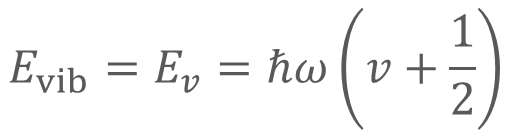 E_vib = E_v = ℏω(v + 1/2)